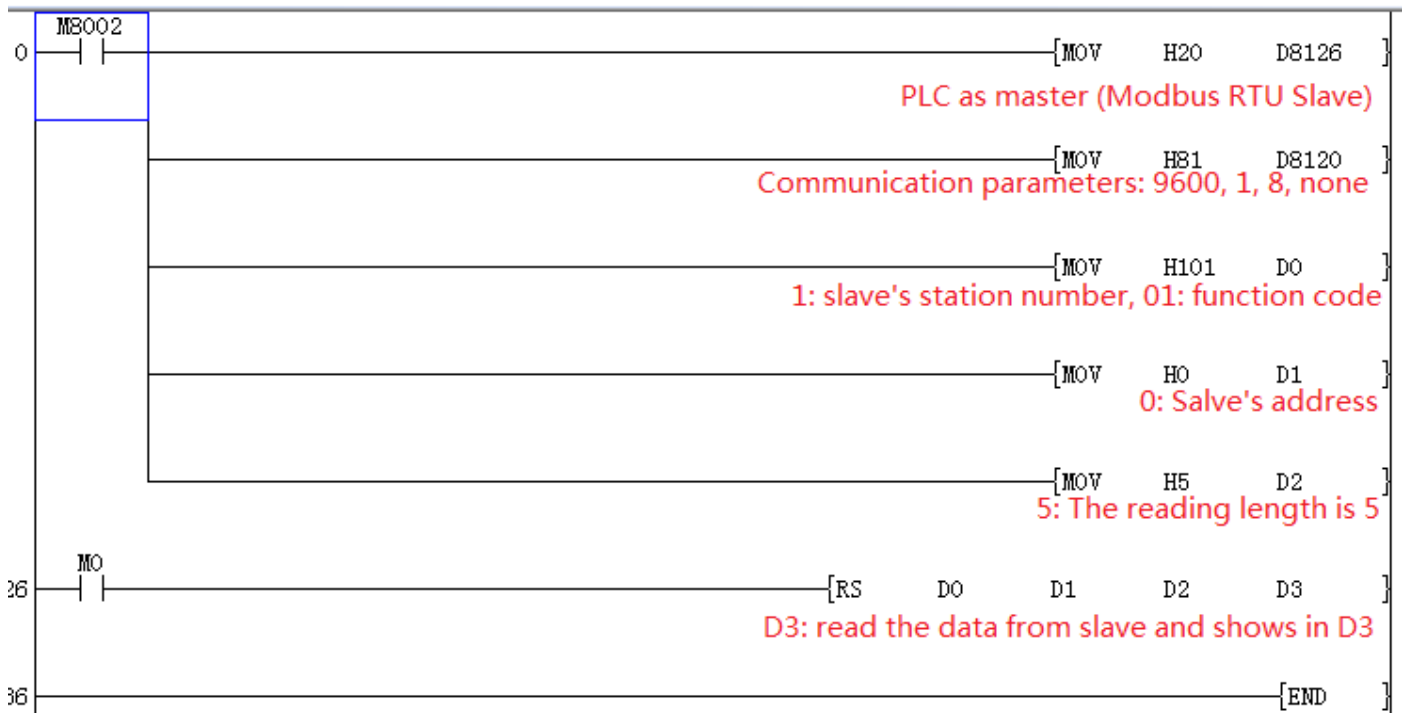 M8002
0 [MOV H20 D8126 ]
PLC as master (Modbus RTU Slave)
[MOV H81 D8120 ]
Communication parameters: 9600, 1, 8, none
[MOV H101 D0 ]
1: slave's station number, 01: function code
[MOV H0 D1 ]
0: Salve's address
[MOV H5 D2 ]
5: The reading length is 5
M0
26 [RS D0 D1 D2 D3 ]
D3: read the data from slave and shows in D3
36 [END ]